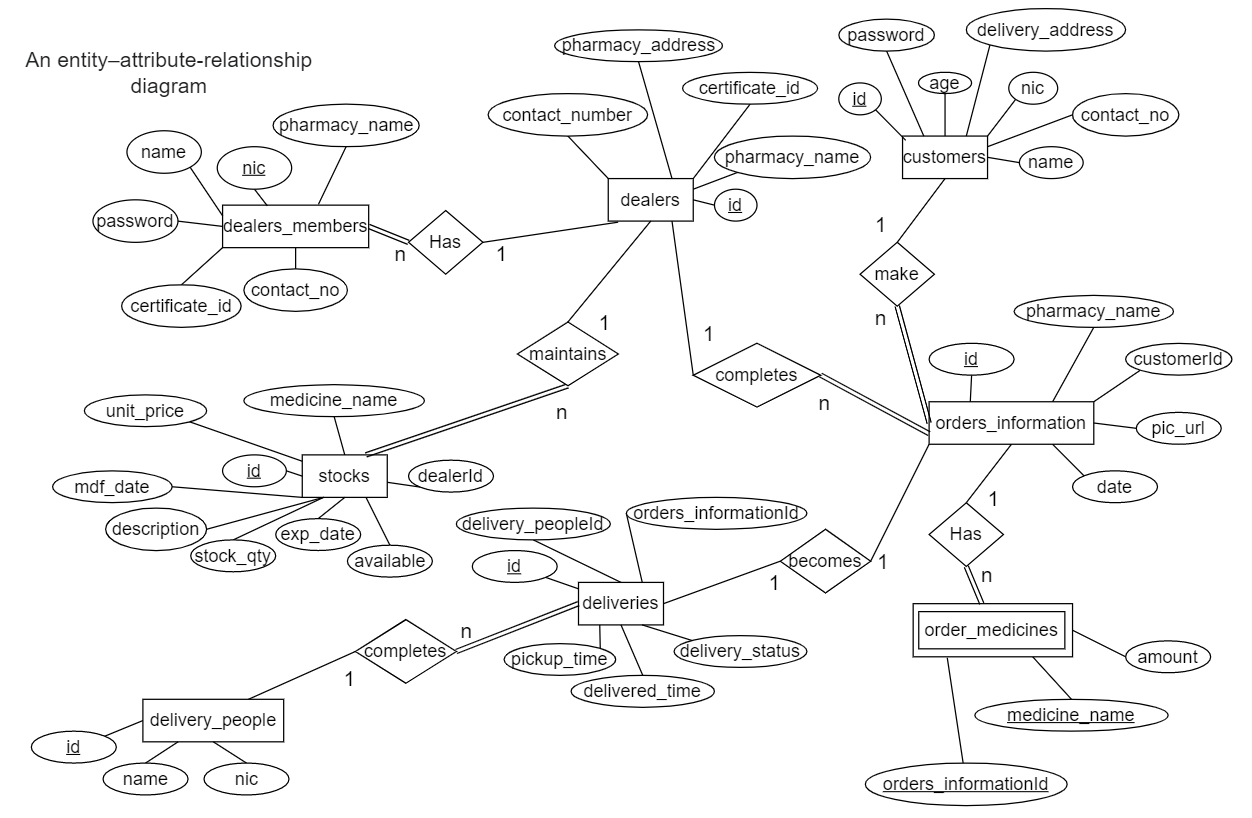 An entity–attribute-relationship
diagram
pharmacy_address
password
delivery_address
certificate_id
age
nic
id
contact_no
contact_number
pharmacy_name
name
nic
pharmacy_name
customers
name
dealers
id
password
dealers_members
Has
n
1
1
certificate_id
contact_no
make
n
pharmacy_name
1
maintains
n
1
completes
n
id
customerId
orders_information
pic_url
date
unit_price
medicine_name
id
stocks
dealerId
mdf_date
description
exp_date
stock_qty
available
delivery_peopleId
orders_informationId
id
deliveries
1
becomes
1
1
Has
n
order_medicines
amount
medicine_name
orders_informationId
n
completes
1
pickup_time
delivery_status
delivered_time
delivery_people
id
name
nic